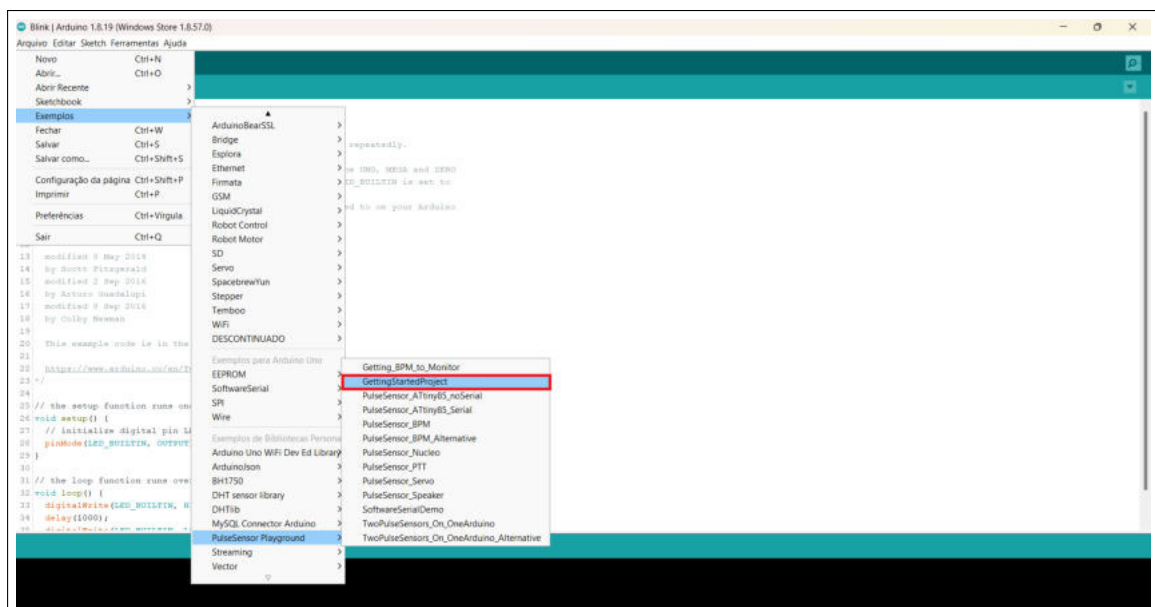 Blink | Arduino 1.8.19 (Windows Store 1.8.57.0)
Arquivo Editar Sketch Ferramentas Ajuda
Novo Ctrl+N
Abrir... Ctrl+O
Abrir Recente
Sketchbook
Exemplos
Fechar Ctrl+W
Salvar Ctrl+S
Salvar como... Ctrl+Shift+S
Configuração da página Ctrl+Shift+P
Imprimir Ctrl+P
Preferências Ctrl+Vírgula
Sair Ctrl+Q
ArduinoBearSSL
Bridge
Esplora
Ethernet
Firmata
GSM
LiquidCrystal
Robot Control
Robot Motor
SD
Servo
SpacebrewYun
Stepper
Temboo
WiFi
DESCONTINUADO
Exemplos para Arduino Uno
EEPROM
SoftwareSerial
SPI
Wire
Exemplos de Bibliotecas Persona
Arduino Uno WiFi Dev Ed Library
ArduinoJson
BH1750
DHT sensor library
DHTlib
MySQL Connector Arduino
PulseSensor Playground
Streaming
Vector
Getting_BPM_to_Monitor
GettingStartedProject
PulseSensor_ATtiny85_noSerial
PulseSensor_ATtiny85_Serial
PulseSensor_BPM
PulseSensor_BPM_Alternative
PulseSensor_Nucleo
PulseSensor_PTT
PulseSensor_Servo
PulseSensor_Speaker
SoftwareSerialDemo
TwoPulseSensors_On_OneArduino
TwoPulseSensors_On_OneArduino_Alternative
repeatedly.
UNO, MEGA and ZERO
LED_BUILTIN is set to
to on your Arduino
13 modified 8 May 2014
14 by Scott Fitzgerald
15 modified 2 Sep 2016
16 by Arturo Guadalupi
17 modified 8 Sep 2016
18 by Colby Newman
19
20 This example code is in the
21
22
23 */
24
25 // the setup function runs on
26 void setup() {
27 // initialize digital pin
28 pinMode(LED_BUILTIN, OUTPUT
29 }
30
31 // the loop function runs ove
32 void loop() {
33 digitalWrite(LED_BUILTIN, H
34 delay(1000);